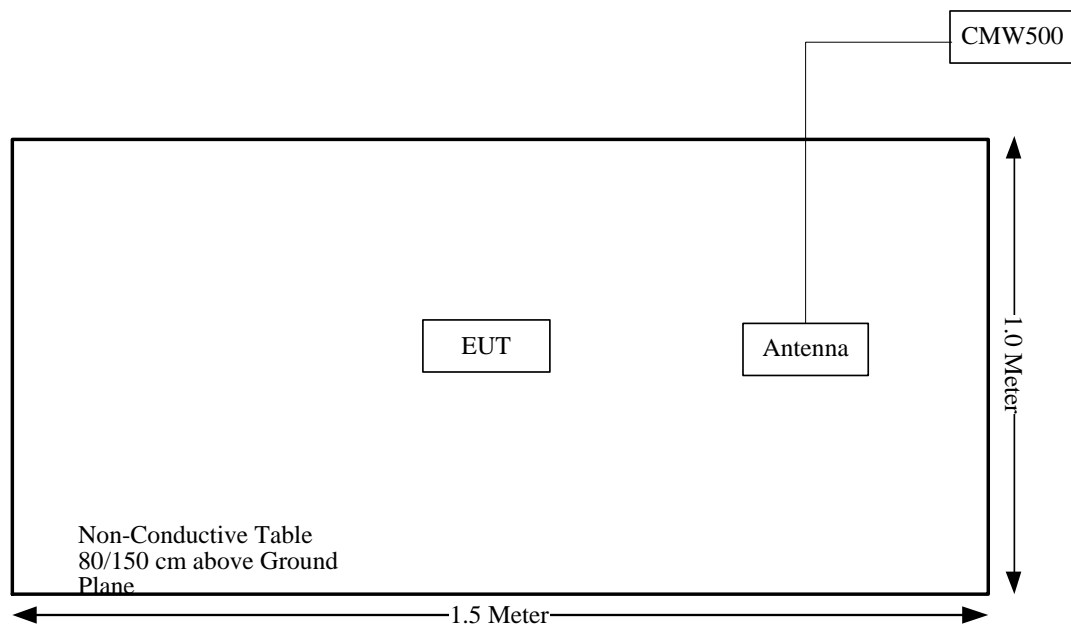 CMW500
EUT
Antenna
1.0 Meter
Non-Conductive Table
80/150 cm above Ground
Plane
1.5 Meter